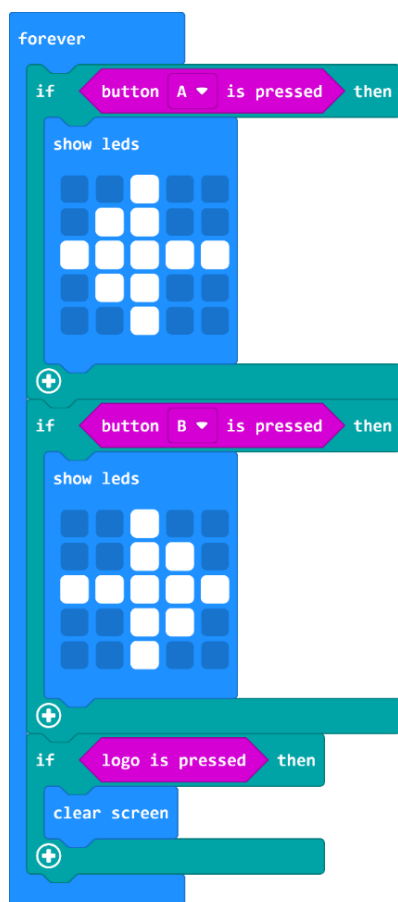 forever
if button A is pressed then
show leds
if button B is pressed then
show leds
if logo is pressed then
clear screen